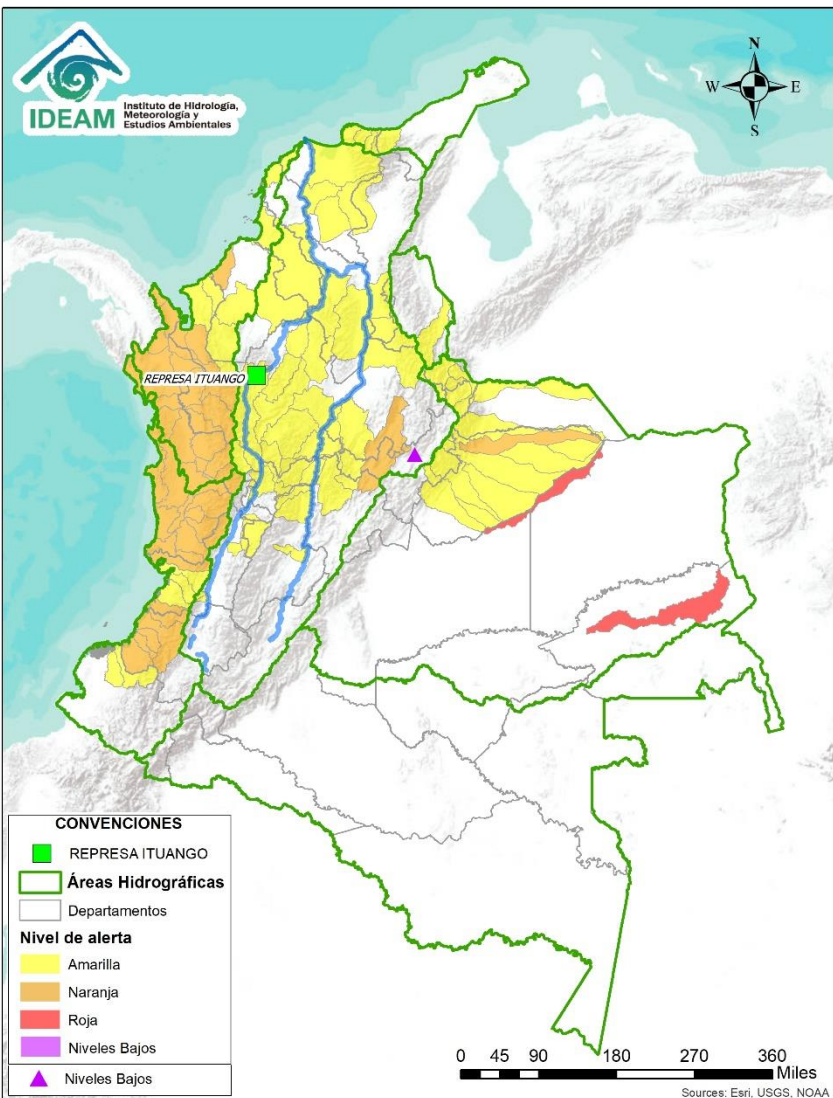 IDEAM
Instituto de Hidrología,
Meteorología y
Estudios Ambientales
N
W
E
S
REPRESA ITUANGO
CONVENCIONES
REPRESA ITUANGO
Áreas Hidrográficas
Departamentos
Nivel de alerta
Amarilla
Naranja
Roja
Niveles Bajos
Niveles Bajos
0 45 90 180 270 360
Miles
Sources: Esri, USGS, NOAA